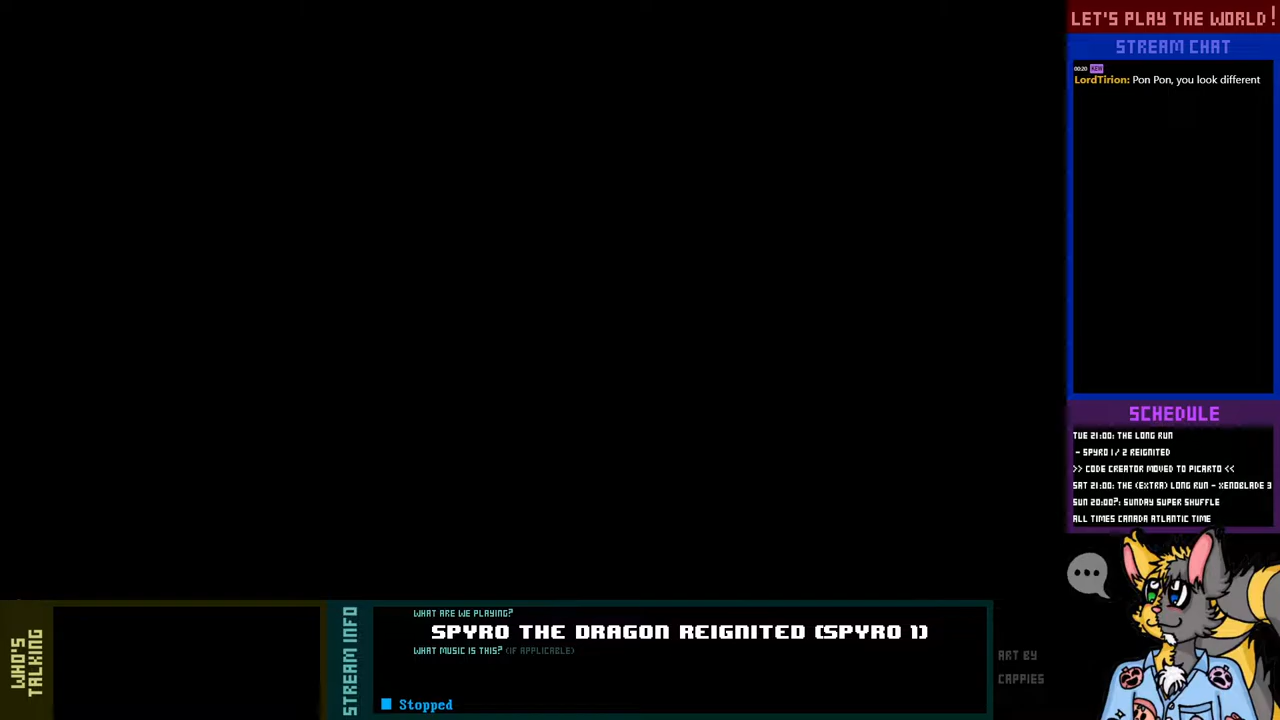 LET'S PLAY THE WORLD!
STREAM CHAT
00:20 NEW
LordTirion: Pon Pon, you look different
SCHEDULE
TUE 21:00: THE LONG RUN
- SPYRO 1 / 2 REIGNITED
>> CODE CREATOR MOVED TO PICARTO <<
SAT 21:00: THE (EXTRA) LONG RUN - XENOBLADE 3
SUN 20:00?: SUNDAY SUPER SHUFFLE
ALL TIMES CANADA ATLANTIC TIME
WHO'S TALKING
STREAM INFO
WHAT ARE WE PLAYING?
SPYRO THE DRAGON REIGNITED (SPYRO 1)
WHAT MUSIC IS THIS? (IF APPLICABLE)
Stopped
ART BY
CAPPIES